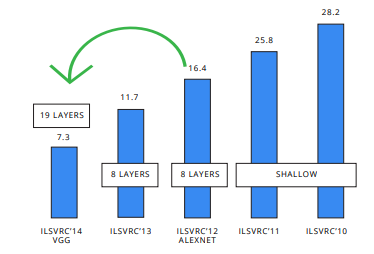 28.2
25.8
16.4
11.7
19 LAYERS
7.3
8 LAYERS
8 LAYERS
SHALLOW
ILSVRC'14
VGG
ILSVRC'13
ILSVRC'12
ALEXNET
ILSVRC'11
ILSVRC'10